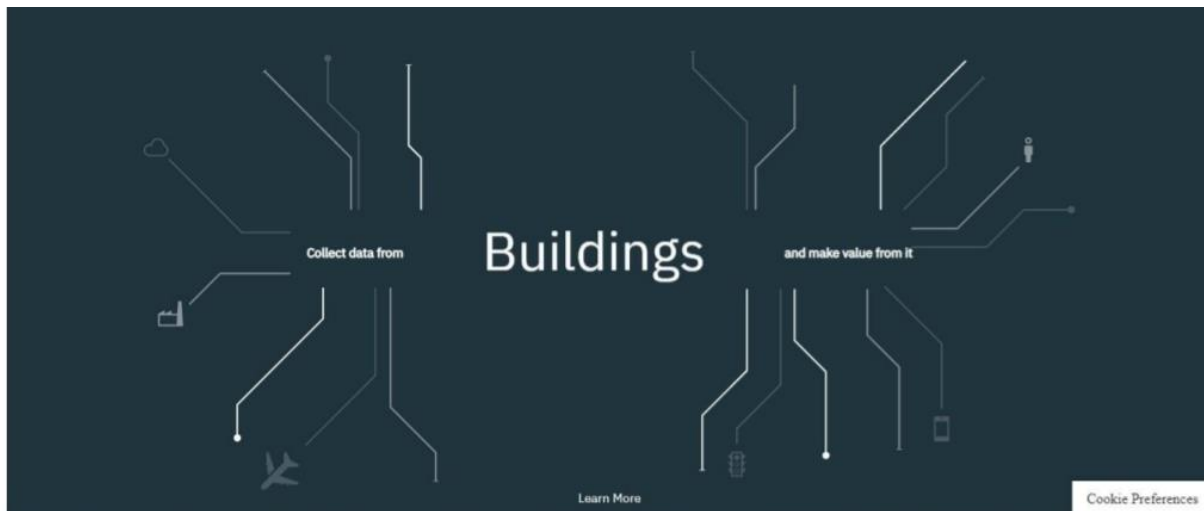 Collect data from Buildings and make value from it
Learn More
Cookie Preferences